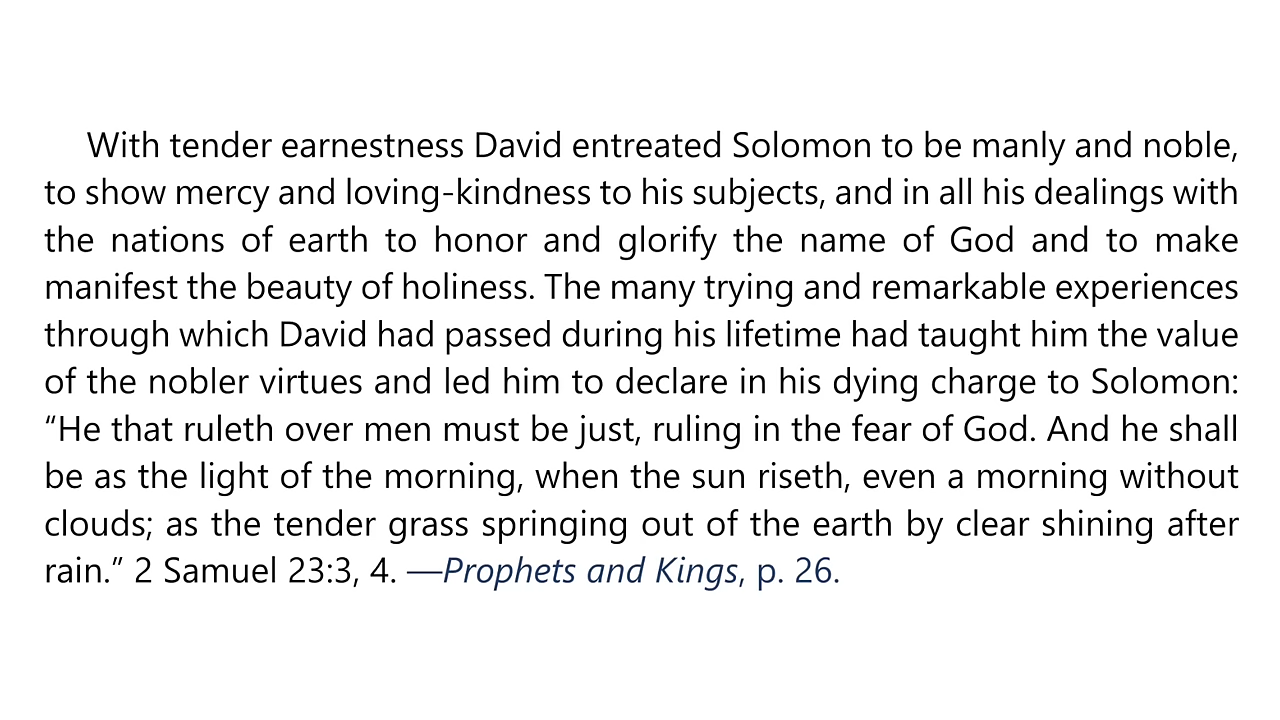 With tender earnestness David entreated Solomon to be manly and noble,
to show mercy and loving-kindness to his subjects, and in all his dealings with
the nations of earth to honor and glorify the name of God and to make
manifest the beauty of holiness. The many trying and remarkable experiences
through which David had passed during his lifetime had taught him the value
of the nobler virtues and led him to declare in his dying charge to Solomon:
“He that ruleth over men must be just, ruling in the fear of God. And he shall
be as the light of the morning, when the sun riseth, even a morning without
clouds; as the tender grass springing out of the earth by clear shining after
rain.” 2 Samuel 23:3, 4. —Prophets and Kings, p. 26.